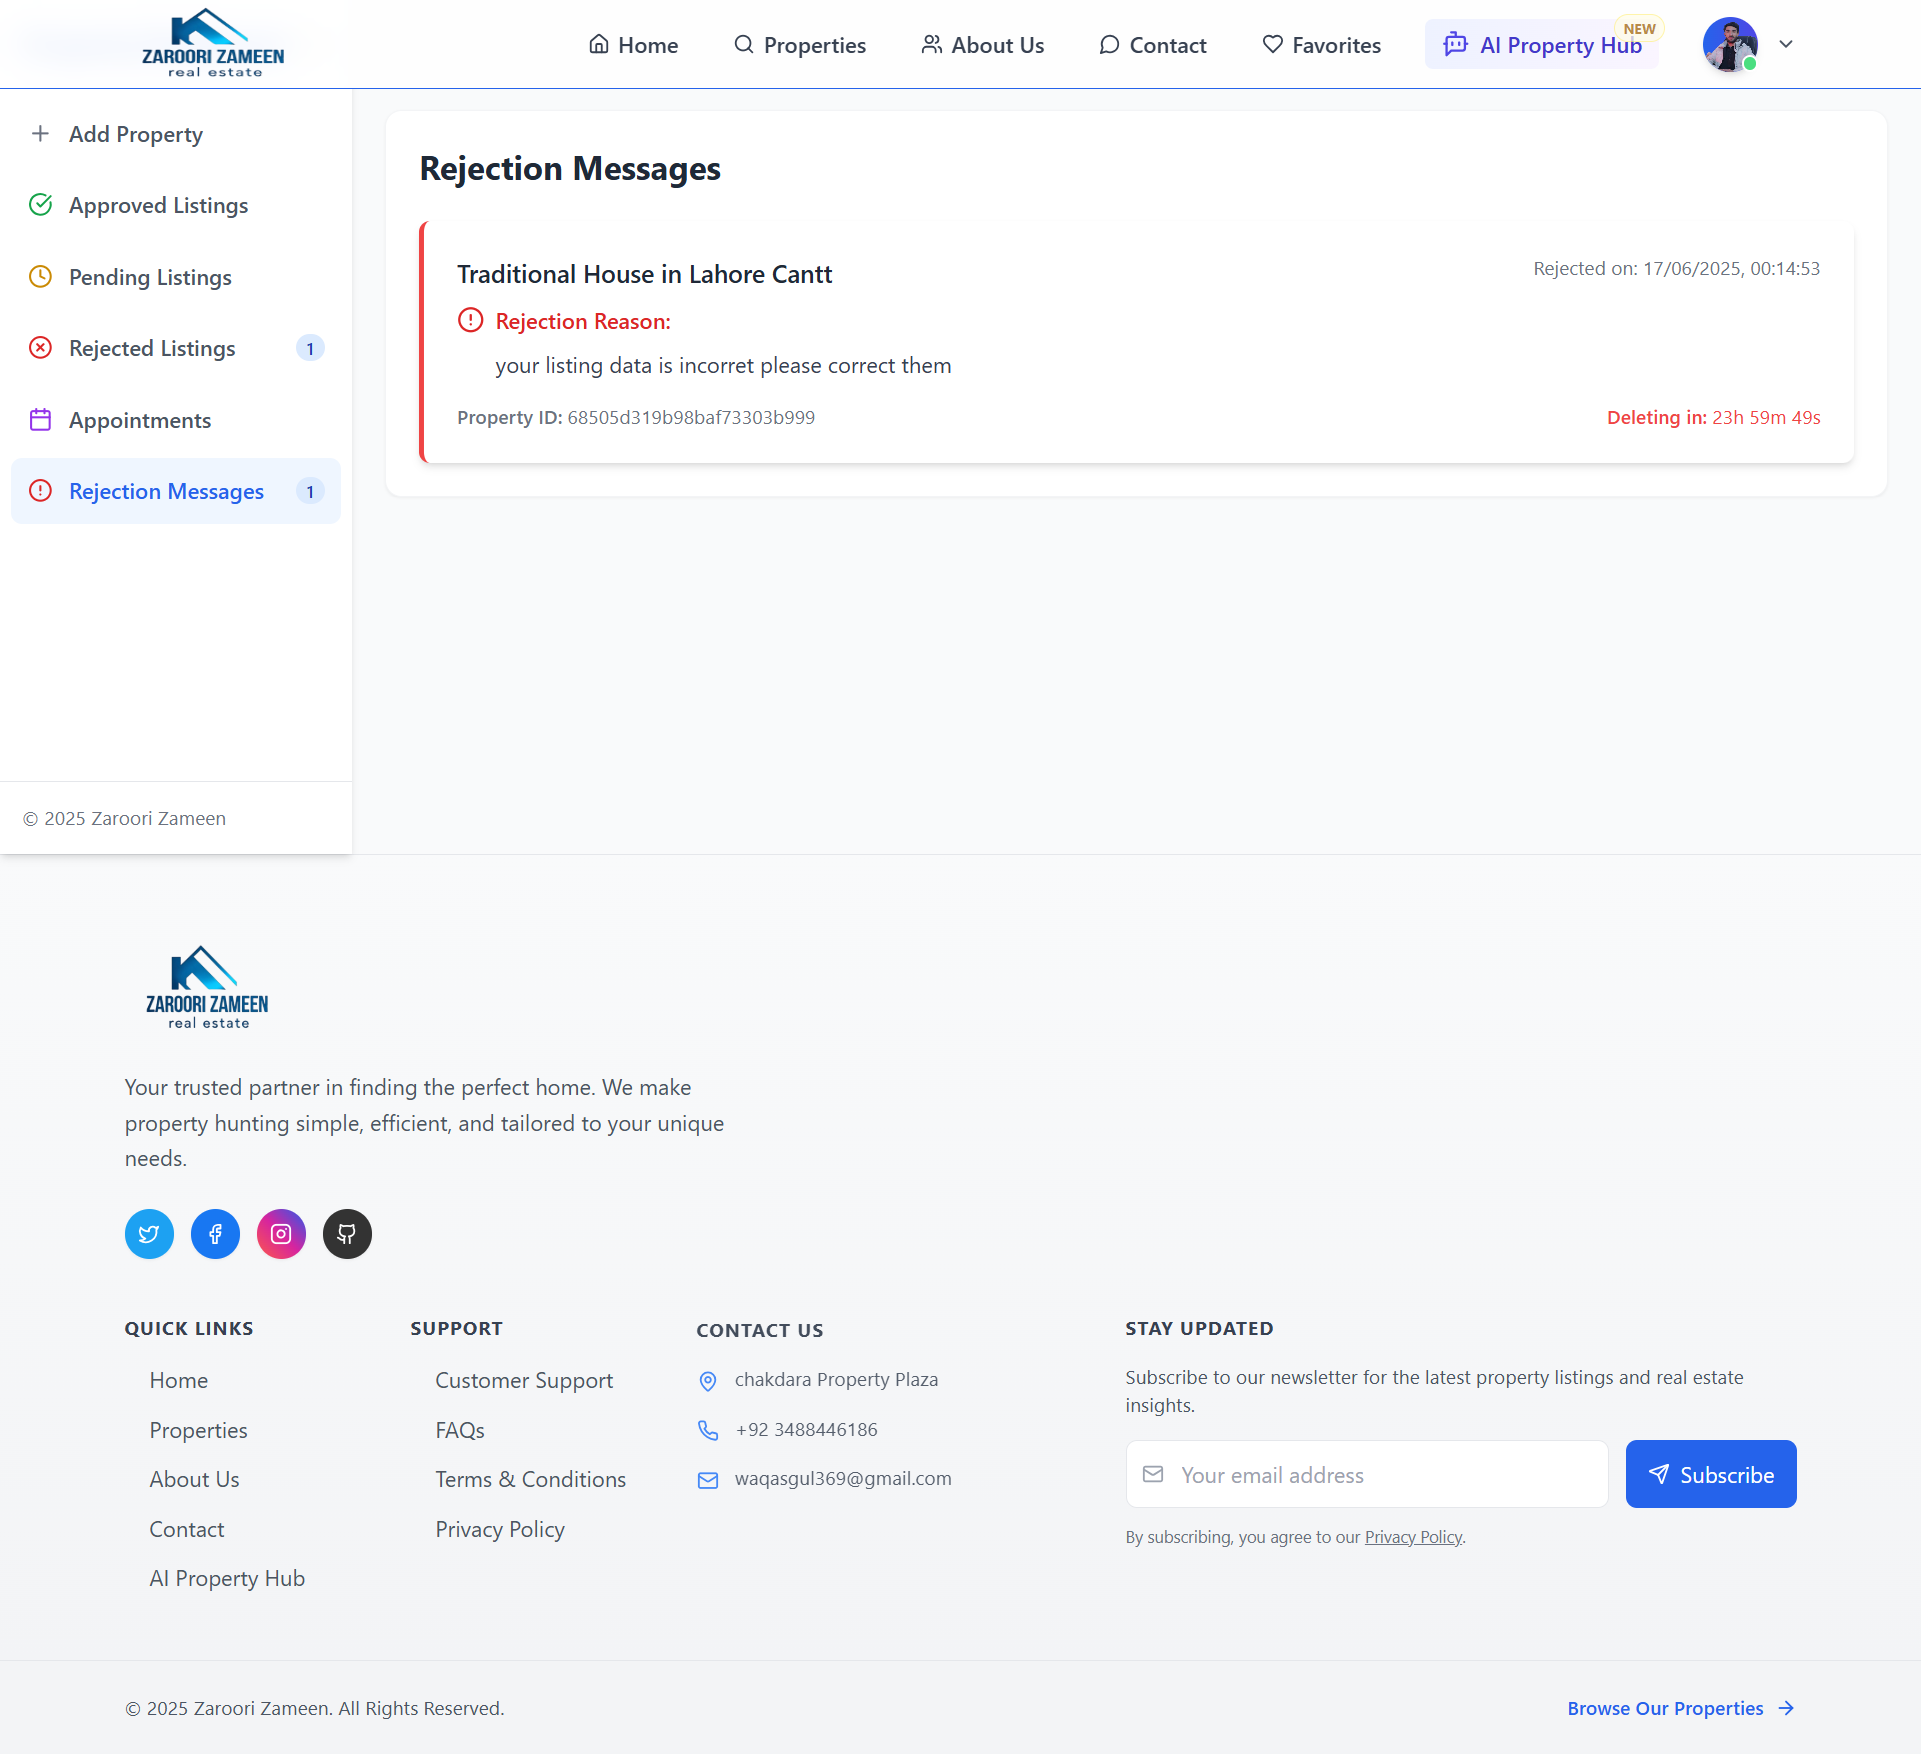 ZAROORI ZAMEEN
real estate
Home
Properties
About Us
Contact
Favorites
AI Property Hub
NEW
Add Property
Approved Listings
Pending Listings
Rejected Listings 1
Appointments
Rejection Messages 1
© 2025 Zaroori Zameen
Rejection Messages
Traditional House in Lahore Cantt
Rejected on: 17/06/2025, 00:14:53
Rejection Reason:
your listing data is incorret please correct them
Property ID: 68505d319b98baf73303b999
Deleting in: 23h 59m 49s
ZAROORI ZAMEEN
real estate
Your trusted partner in finding the perfect home. We make
property hunting simple, efficient, and tailored to your unique
needs.
QUICK LINKS
Home
Properties
About Us
Contact
AI Property Hub
SUPPORT
Customer Support
FAQs
Terms & Conditions
Privacy Policy
CONTACT US
chakdara Property Plaza
+92 3488446186
waqasgul369@gmail.com
STAY UPDATED
Subscribe to our newsletter for the latest property listings and real estate
insights.
Your email address
Subscribe
By subscribing, you agree to our Privacy Policy.
© 2025 Zaroori Zameen. All Rights Reserved.
Browse Our Properties